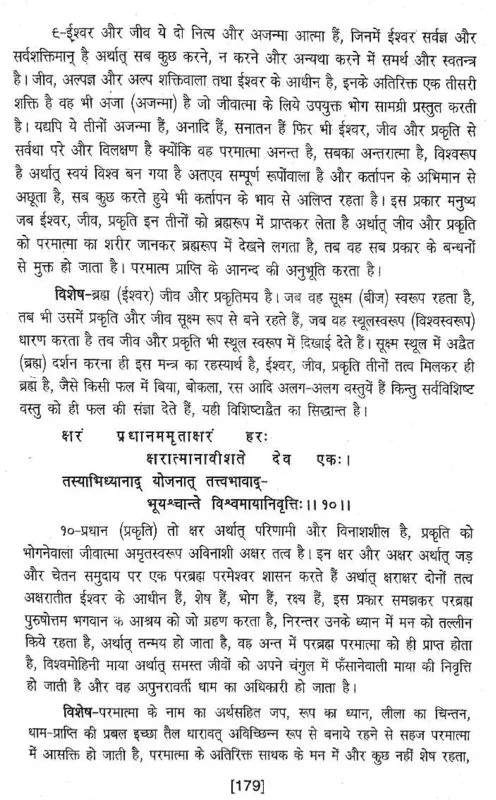 ९-ईश्वर और जीव ये दो नित्य और अजन्मा आत्मा हैं, जिनमें ईश्वर सर्वज्ञ और
सर्वशक्तिमान् है अर्थात् सब कुछ करने, न करने और अन्यथा करने में समर्थ और स्वतन्त्र
है। जीव, अल्पज्ञ और अल्प शक्तिवाला तथा ईश्वर के आधीन है, इनके अतिरिक्त एक तीसरी
शक्ति है वह भी अजा (अजन्मा) है जो जीवात्मा के लिये उपयुक्त भोग सामग्री प्रस्तुत करती
है। यद्यपि ये तीनों अजन्मा हैं, अनादि हैं, सनातन हैं फिर भी ईश्वर, जीव और प्रकृति से
सर्वथा परे और विलक्षण है क्योंकि वह परमात्मा अनन्त है, सबका अन्तरात्मा है, विश्वरूप
है अर्थात् स्वयं विश्व बन गया है अतएव सम्पूर्ण रूपोंवाला है और कर्तापन के अभिमान से
अछूता है, सब कुछ करते हुये भी कर्तापन के भाव से अलिप्त रहता है। इस प्रकार मनुष्य
जब ईश्वर, जीव, प्रकृति इन तीनों को ब्रह्मरूप में प्राप्तकर लेता है अर्थात् जीव और प्रकृति
को परमात्मा का शरीर जानकर ब्रह्मरूप में देखने लगता है, तब वह सब प्रकार के बन्धनों
से मुक्त हो जाता है। परमात्म प्राप्ति के आनन्द की अनुभूति करता है।
विशेष-ब्रह्म (ईश्वर) जीव और प्रकृतिमय है। जब वह सूक्ष्म (बीज) स्वरूप रहता है,
तब भी उसमें प्रकृति और जीव सूक्ष्म रूप से बने रहते हैं, जब वह स्थूलस्वरूप (विश्वस्वरूप)
धारण करता है तब जीव और प्रकृति भी स्थूल स्वरूप में दिखाई देते हैं। सूक्ष्म स्थूल में अद्वैत
(ब्रह्म) दर्शन करना ही इस मन्त्र का रहस्यार्थ है, ईश्वर, जीव, प्रकृति तीनों तत्व मिलकर ही
ब्रह्म है, जैसे किसी फल में बिया, बोकला, रस आदि अलग-अलग वस्तुयें हैं किन्तु सर्वविशिष्ट
वस्तु को ही फल की संज्ञा देते हैं, यही विशिष्टाद्वैत का सिद्धान्त है।
क्षरं प्रधानममृताक्षरं हरः
क्षरात्मानावीशते देव एकः।
तस्याभिध्यानाद् योजनात् तत्त्वभावाद्-
भूयश्चान्ते विश्वमायानिवृत्तिः।। १०।।
१०-प्रधान (प्रकृति) तो क्षर अर्थात् परिणामी और विनाशशील है, प्रकृति को
भोगनेवाला जीवात्मा अमृतस्वरूप अविनाशी अक्षर तत्व है। इन क्षर और अक्षर अर्थात् जड़
और चेतन समुदाय पर एक परब्रह्म परमेश्वर शासन करते हैं अर्थात् क्षराक्षर दोनों तत्व
अक्षरातीत ईश्वर के आधीन हैं, शेष हैं, भोग हैं, रक्ष्य हैं, इस प्रकार समझकर परब्रह्म
पुरुषोत्तम भगवान क आश्रय को जो ग्रहण करता है, निरन्तर उनके ध्यान में मन को तल्लीन
किये रहता है, अर्थात् तन्मय हो जाता है, वह अन्त में परब्रह्म परमात्मा को ही प्राप्त होता
है, विश्वमोहिनी माया अर्थात् समस्त जीवों को अपने चंगुल में फँसानेवाली माया की निवृत्ति
हो जाती है और वह अपुनरावर्ती धाम का अधिकारी हो जाता है।
विशेष-परमात्मा के नाम का अर्थसहित जप, रूप का ध्यान, लीला का चिन्तन,
धाम-प्राप्ति की प्रबल इच्छा तैल धारावत् अविच्छिन्न रूप से बनाये रहने से सहज परमात्मा
में आसक्ति हो जाती है, परमात्मा के अतिरिक्त साधक के मन में और कुछ नहीं शेष रहता,
[179]